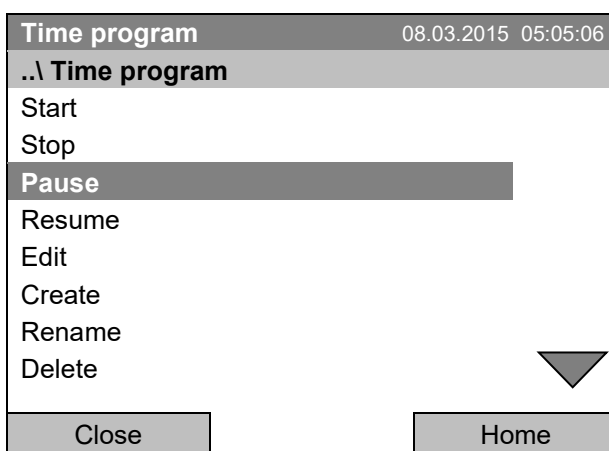 Time program 08.03.2015 05:05:06
..\ Time program
Start
Stop
Pause
Resume
Edit
Create
Rename
Delete
Close Home